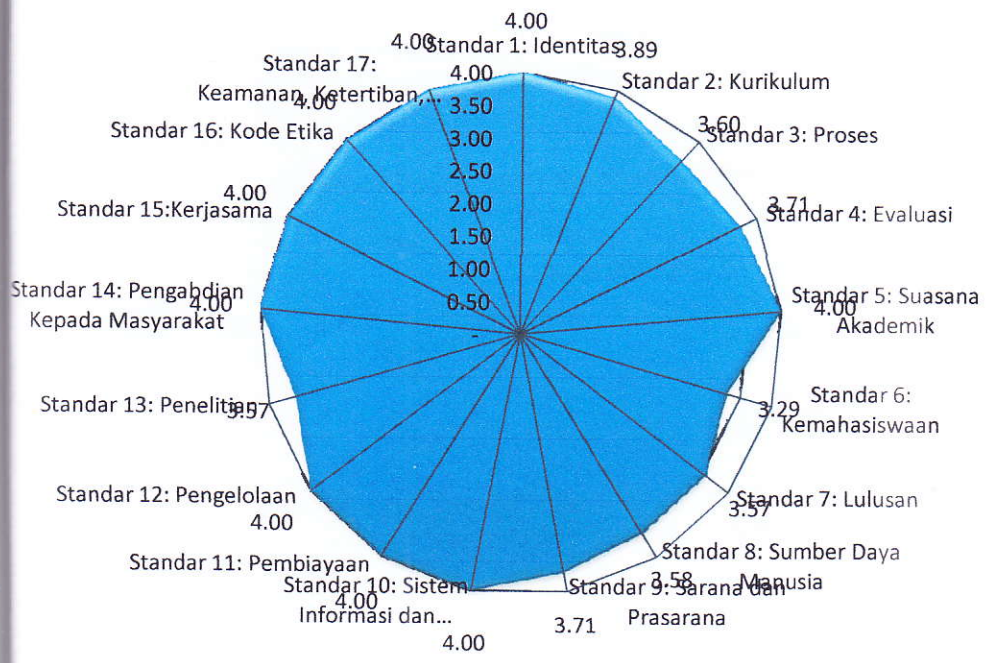 4.00
Standar 1: Identitas
3.89
Standar 2: Kurikulum
3.60
Standar 3: Proses
3.71
Standar 4: Evaluasi
Standar 5: Suasana
Akademik
4.00
Standar 6:
Kemahasiswaan
3.29
Standar 7: Lulusan
3.57
Standar 8: Sumber Daya
Manusia
3.58
Standar 9: Sarana dan
Prasarana
3.71
Standar 10: Sistem
Informasi dan...
4.00
Standar 11: Pembiayaan
4.00
Standar 12: Pengelolaan
4.00
Standar 13: Penelitian
3.57
Standar 14: Pengabdian
Kepada Masyarakat
4.00
Standar 15:Kerjasama
4.00
Standar 16: Kode Etika
4.00
Standar 17:
Keamanan, Ketertiban,...
4.00
4.00
3.50
3.00
2.50
2.00
1.50
1.00
0.50
-